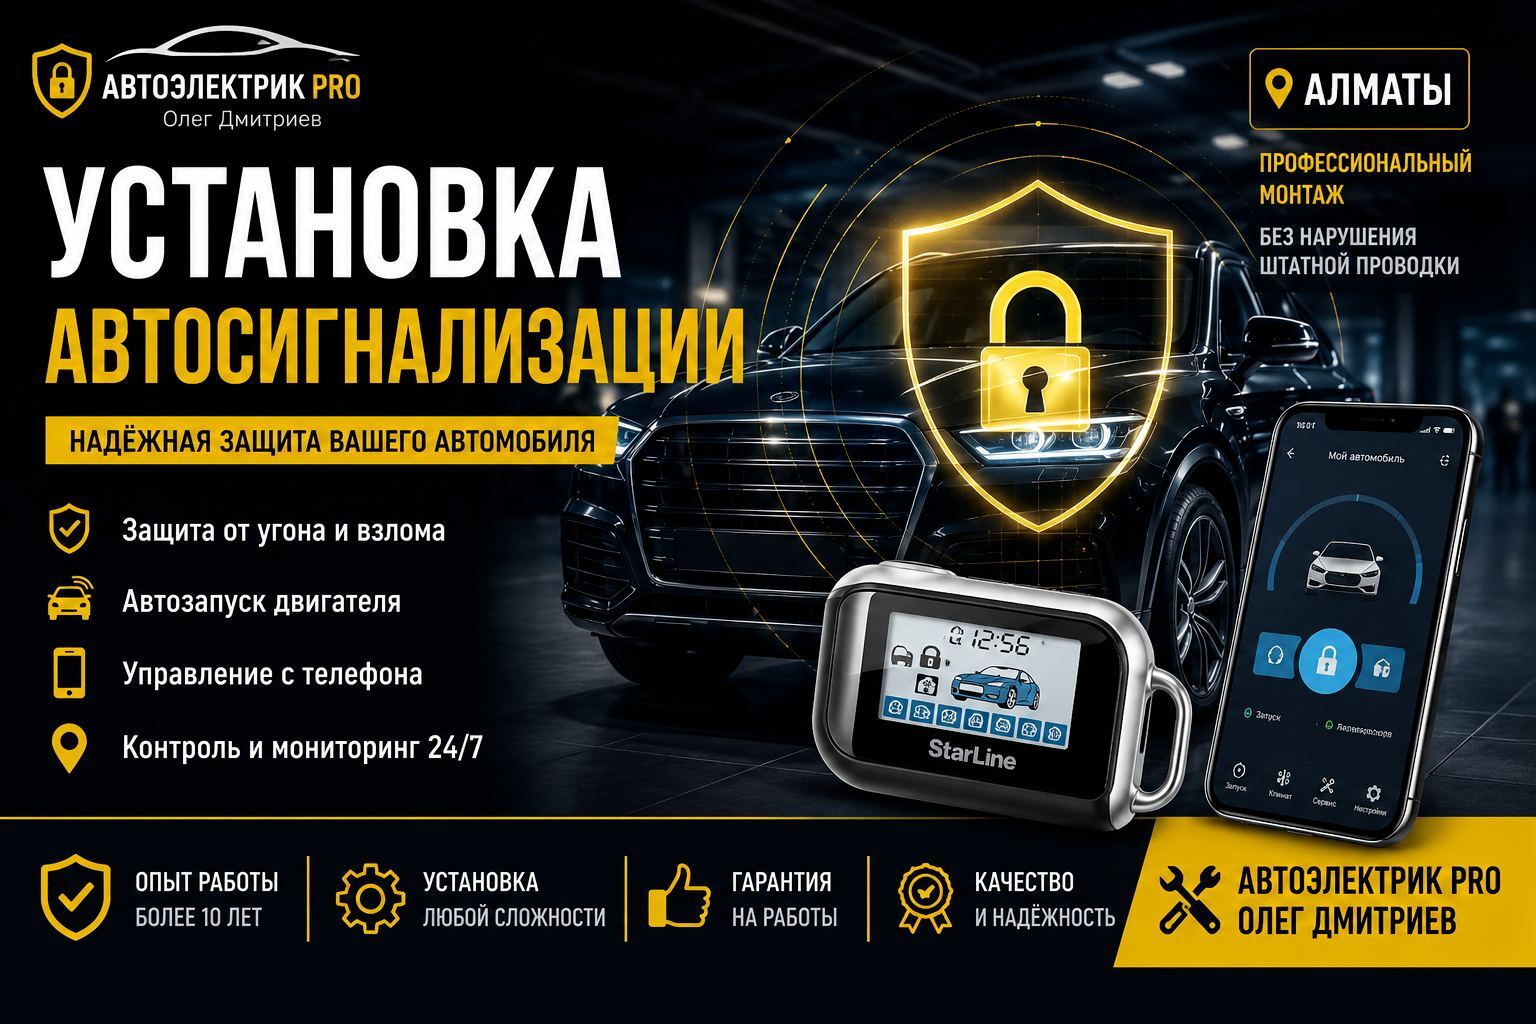 АВТОЭЛЕКТРИК PRO
Олег Дмитриев
АЛМАТЫ
ПРОФЕССИОНАЛЬНЫЙ
МОНТАЖ
БЕЗ НАРУШЕНИЯ
ШТАТНОЙ ПРОВОДКИ
УСТАНОВКА
АВТОСИГНАЛИЗАЦИИ
НАДЁЖНАЯ ЗАЩИТА ВАШЕГО АВТОМОБИЛЯ
Защита от угона и взлома
Автозапуск двигателя
Управление с телефона
Контроль и мониторинг 24/7
12:56
StarLine
Мой автомобиль
Запуск
Запуск
Климат
Сервис
Настройки
ОПЫТ РАБОТЫ
БОЛЕЕ 10 ЛЕТ
УСТАНОВКА
ЛЮБОЙ СЛОЖНОСТИ
ГАРАНТИЯ
НА РАБОТЫ
КАЧЕСТВО
И НАДЁЖНОСТЬ
АВТОЭЛЕКТРИК PRO
ОЛЕГ ДМИТРИЕВ